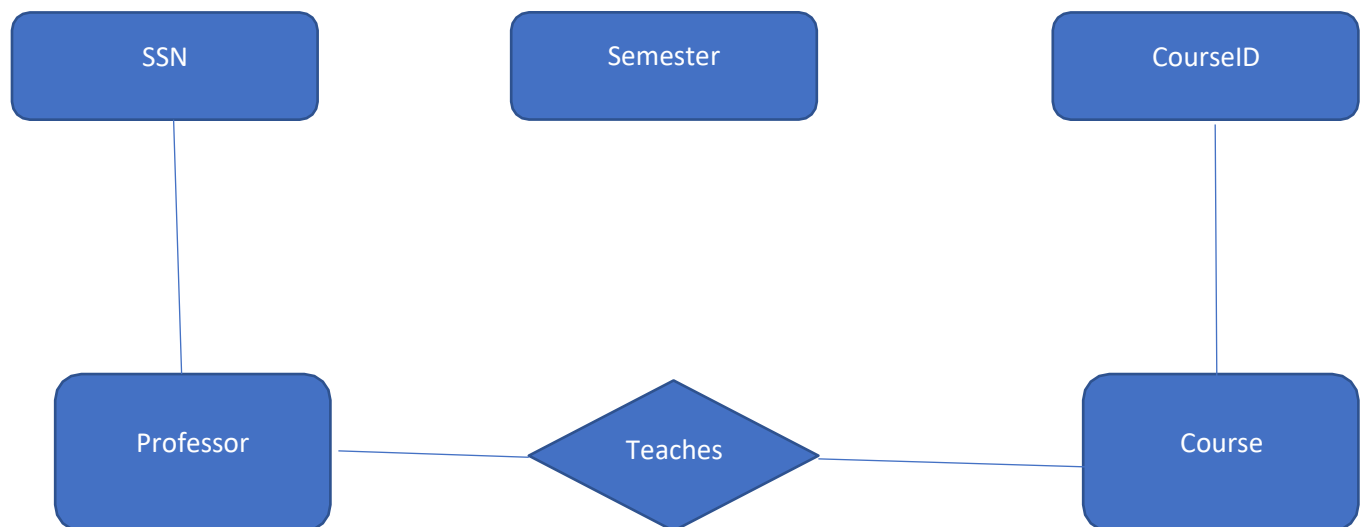 SSN
Semester
CourseID
Professor
Teaches
Course